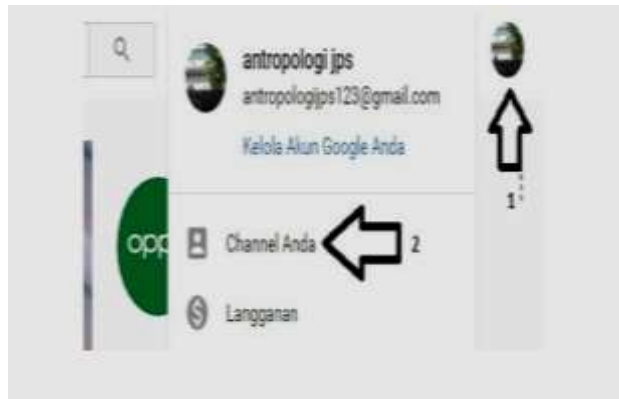 antropologi jps
antropologijps123@gmail.com
Kelola Akun Google Anda
1
opp
Channel Anda
2
Langganan